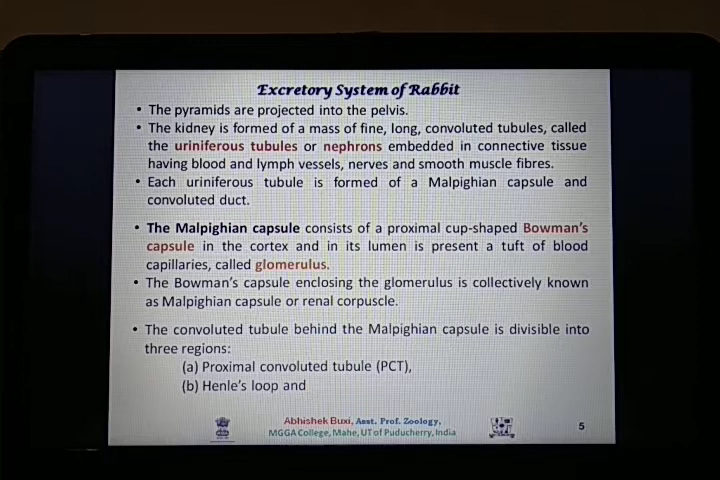 Excretory System of Rabbit
• The pyramids are projected into the pelvis.
• The kidney is formed of a mass of fine, long, convoluted tubules, called
the uriniferous tubules or nephrons embedded in connective tissue
having blood and lymph vessels, nerves and smooth muscle fibres.
• Each uriniferous tubule is formed of a Malpighian capsule and
convoluted duct.
• The Malpighian capsule consists of a proximal cup-shaped Bowman's
capsule in the cortex and in its lumen is present a tuft of blood
capillaries, called glomerulus.
• The Bowman's capsule enclosing the glomerulus is collectively known
as Malpighian capsule or renal corpuscle.
• The convoluted tubule behind the Malpighian capsule is divisible into
three regions:
(a) Proximal convoluted tubule (PCT),
(b) Henle's loop and
Abhishek Buxi, Asst. Prof. Zoology,
MGGA College, Mahe, UT of Puducherry, India
5